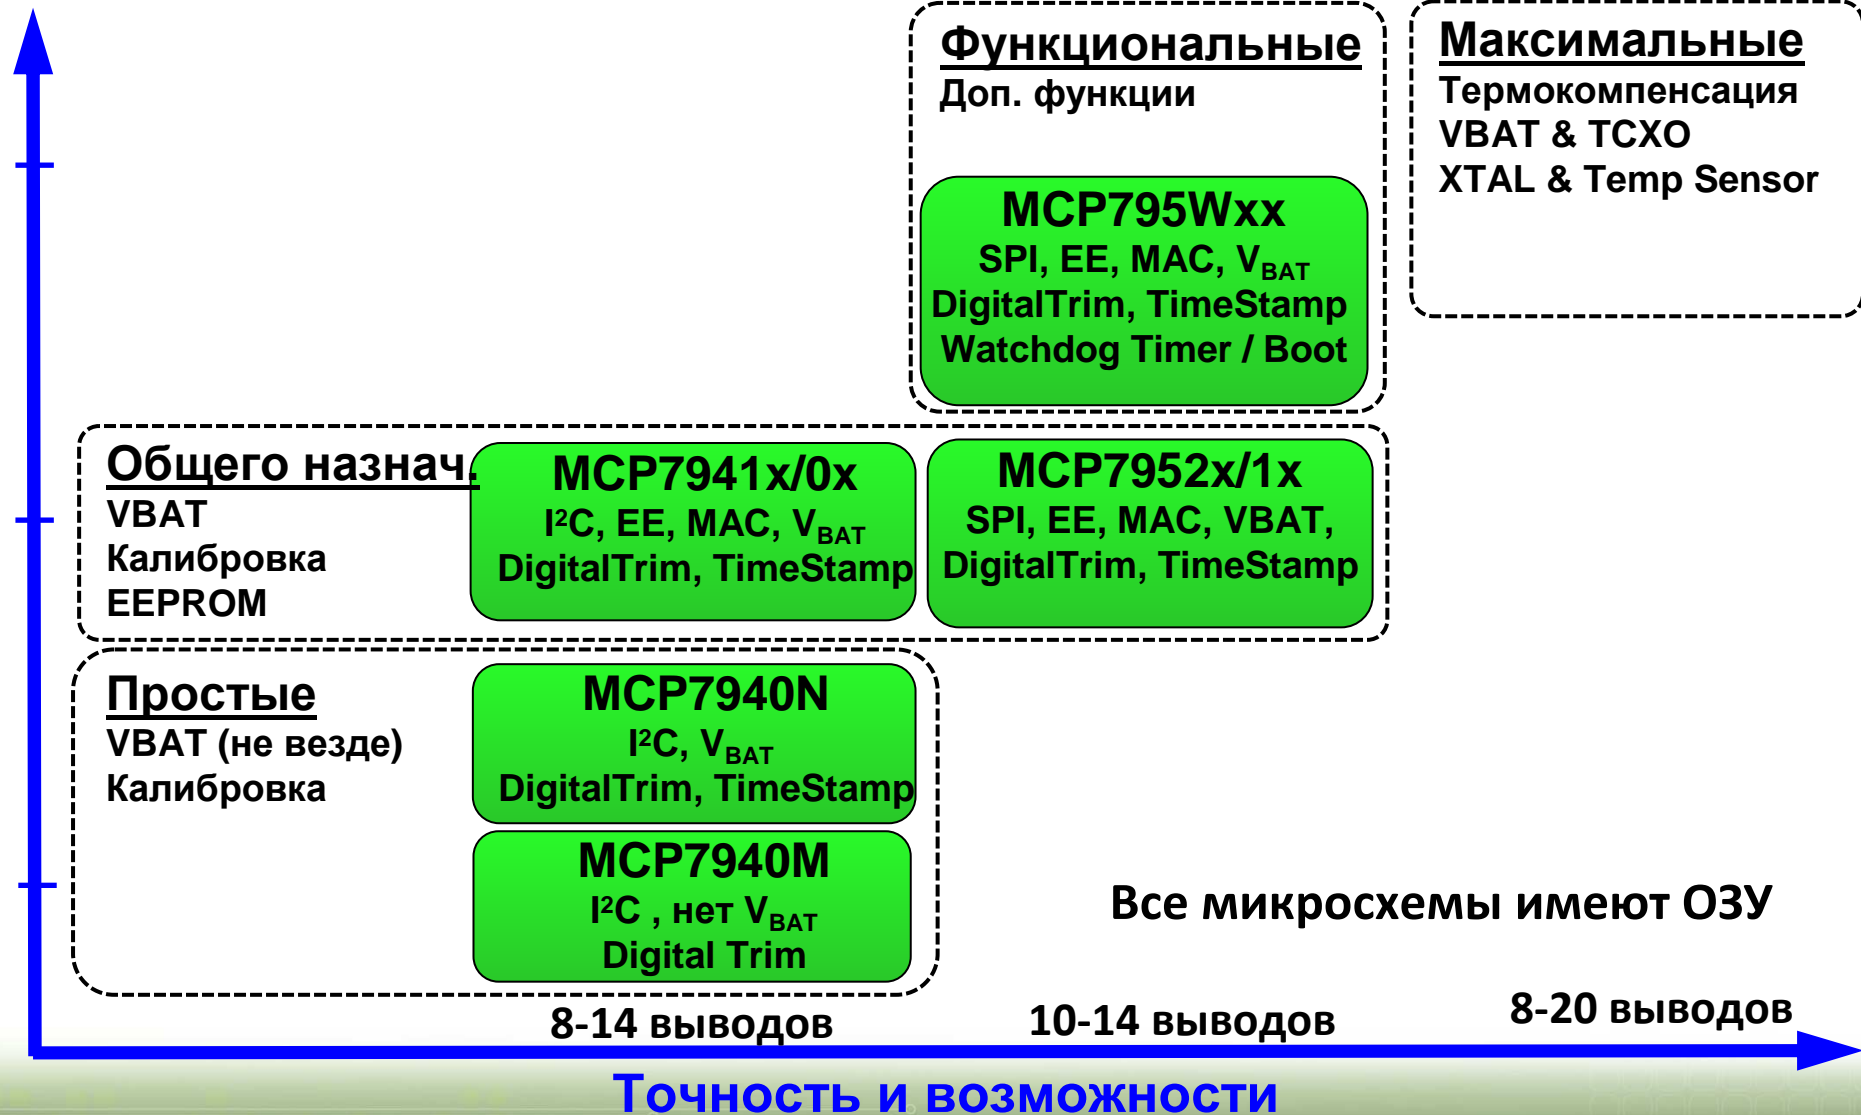 Функциональные
Доп. функции
MCP795Wxx
SPI, EE, MAC, VBAT
DigitalTrim, TimeStamp
Watchdog Timer / Boot
Максимальные
Термокомпенсация
VBAT & TCXO
XTAL & Temp Sensor
Общего назнач.
VBAT
Калибровка
EEPROM
MCP7941x/0x
I²C, EE, MAC, VBAT
DigitalTrim, TimeStamp
MCP7952x/1x
SPI, EE, MAC, VBAT,
DigitalTrim, TimeStamp
Простые
VBAT (не везде)
Калибровка
MCP7940N
I²C, VBAT
DigitalTrim, TimeStamp
MCP7940M
I²C , нет VBAT
Digital Trim
Все микросхемы имеют ОЗУ
8-14 выводов
10-14 выводов
8-20 выводов
Точность и возможности